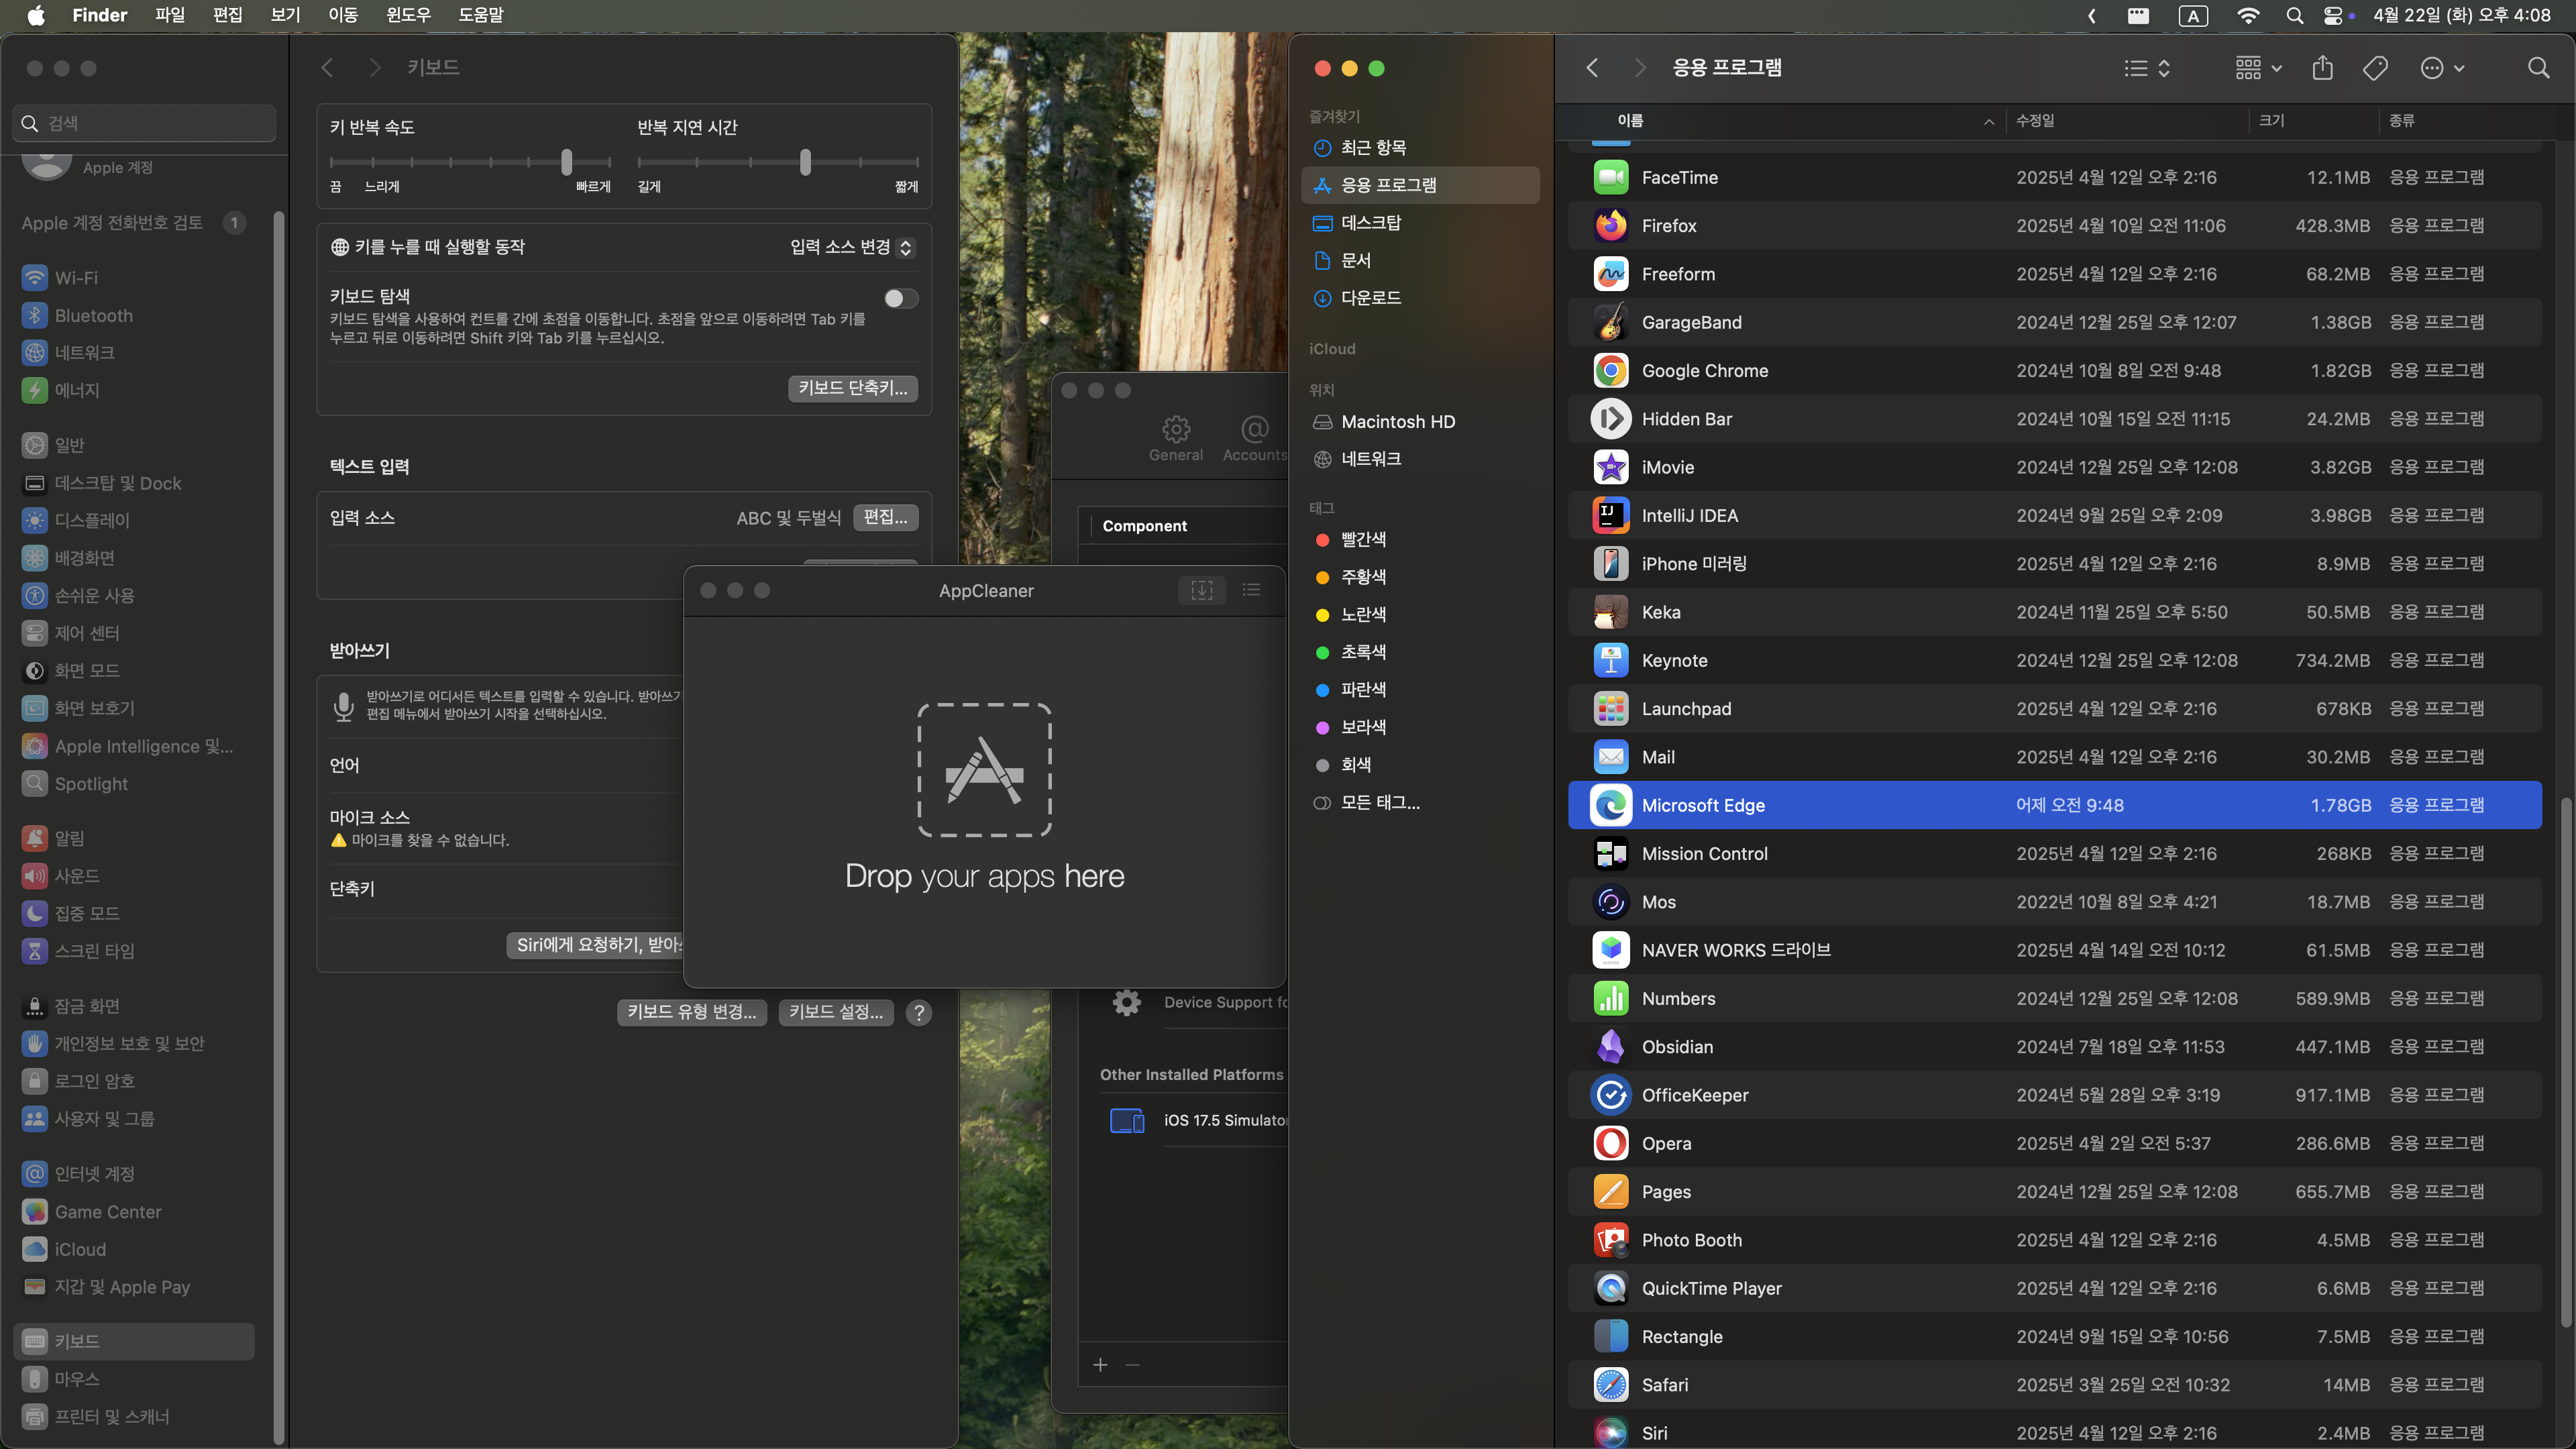 Finder 파일 편집 보기 이동 윈도우 도움말
A 4월 22일 (화) 오후 4:08
검색
Apple 계정
Apple 계정 전화번호 검토 1
Wi-Fi
Bluetooth
네트워크
에너지
일반
데스크탑 및 Dock
디스플레이
배경화면
손쉬운 사용
제어 센터
화면 모드
화면 보호기
Apple Intelligence 및...
Spotlight
알림
사운드
집중 모드
스크린 타임
잠금 화면
개인정보 보호 및 보안
로그인 암호
사용자 및 그룹
인터넷 계정
Game Center
iCloud
지갑 및 Apple Pay
키보드
마우스
프린터 및 스캐너
키보드
키 반복 속도 반복 지연 시간
끔 느리게 빠르게 길게 짧게
키를 누를 때 실행할 동작 입력 소스 변경
키보드 탐색
키보드 탐색을 사용하여 컨트롤 간에 초점을 이동합니다. 초점을 앞으로 이동하려면 Tab 키를
누르고 뒤로 이동하려면 Shift 키와 Tab 키를 누르십시오.
키보드 단축키...
텍스트 입력
입력 소스 ABC 및 두벌식 편집...
받아쓰기
받아쓰기로 어디서든 텍스트를 입력할 수 있습니다. 받아쓰기
편집 메뉴에서 받아쓰기 시작을 선택하십시오.
언어
마이크 소스
마이크를 찾을 수 없습니다.
단축키
Siri에게 요청하기, 받아
키보드 유형 변경... 키보드 설정... ?
AppCleaner
Drop your apps here
General Accounts
Component
Device Support fo
Other Installed Platforms
iOS 17.5 Simulator
즐겨찾기
최근 항목
응용 프로그램
데스크탑
문서
다운로드
iCloud
위치
Macintosh HD
네트워크
태그
빨간색
주황색
노란색
초록색
파란색
보라색
회색
모든 태그...
응용 프로그램
이름 수정일 크기 종류
FaceTime 2025년 4월 12일 오후 2:16 12.1MB 응용 프로그램
Firefox 2025년 4월 10일 오전 11:06 428.3MB 응용 프로그램
Freeform 2025년 4월 12일 오후 2:16 68.2MB 응용 프로그램
GarageBand 2024년 12월 25일 오후 12:07 1.38GB 응용 프로그램
Google Chrome 2024년 10월 8일 오전 9:48 1.82GB 응용 프로그램
Hidden Bar 2024년 10월 15일 오전 11:15 24.2MB 응용 프로그램
iMovie 2024년 12월 25일 오후 12:08 3.82GB 응용 프로그램
IntelliJ IDEA 2024년 9월 25일 오후 2:09 3.98GB 응용 프로그램
iPhone 미러링 2025년 4월 12일 오후 2:16 8.9MB 응용 프로그램
Keka 2024년 11월 25일 오후 5:50 50.5MB 응용 프로그램
Keynote 2024년 12월 25일 오후 12:08 734.2MB 응용 프로그램
Launchpad 2025년 4월 12일 오후 2:16 678KB 응용 프로그램
Mail 2025년 4월 12일 오후 2:16 30.2MB 응용 프로그램
Microsoft Edge 어제 오전 9:48 1.78GB 응용 프로그램
Mission Control 2025년 4월 12일 오후 2:16 268KB 응용 프로그램
Mos 2022년 10월 8일 오후 4:21 18.7MB 응용 프로그램
NAVER WORKS 드라이브 2025년 4월 14일 오전 10:12 61.5MB 응용 프로그램
Numbers 2024년 12월 25일 오후 12:08 589.9MB 응용 프로그램
Obsidian 2024년 7월 18일 오후 11:53 447.1MB 응용 프로그램
OfficeKeeper 2024년 5월 28일 오후 3:19 917.1MB 응용 프로그램
Opera 2025년 4월 2일 오전 5:37 286.6MB 응용 프로그램
Pages 2024년 12월 25일 오후 12:08 655.7MB 응용 프로그램
Photo Booth 2025년 4월 12일 오후 2:16 4.5MB 응용 프로그램
QuickTime Player 2025년 4월 12일 오후 2:16 6.6MB 응용 프로그램
Rectangle 2024년 9월 15일 오후 10:56 7.5MB 응용 프로그램
Safari 2025년 3월 25일 오전 10:32 14MB 응용 프로그램
Siri 2025년 4월 12일 오후 2:16 2.4MB 응용 프로그램